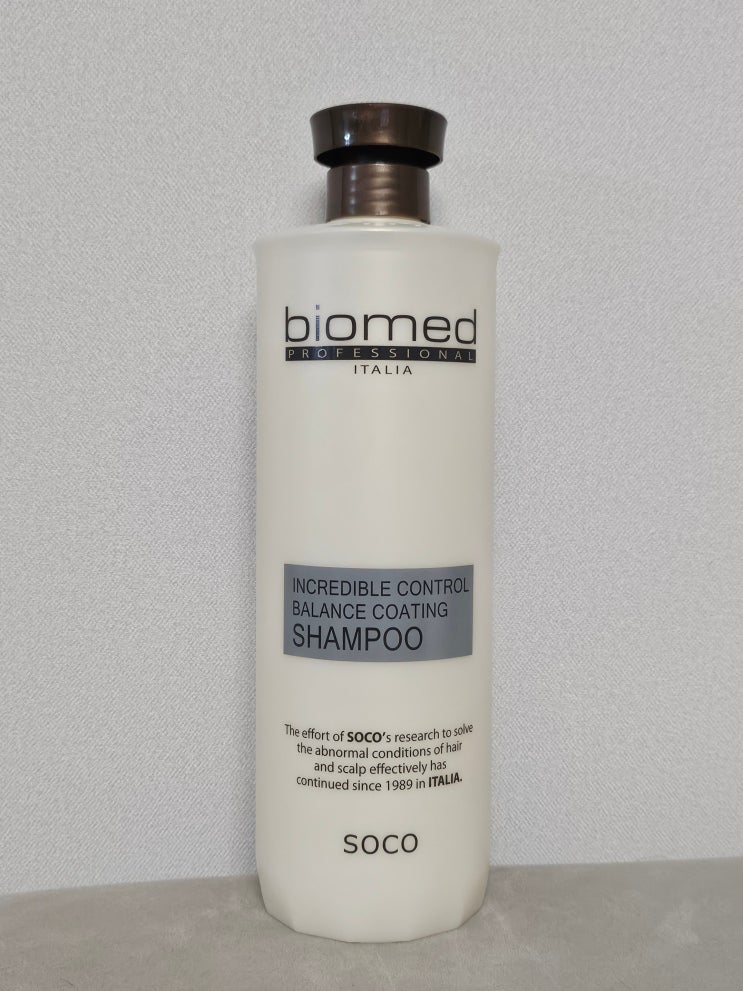 biomed
PROFESSIONAL
ITALIA
INCREDIBLE CONTROL
BALANCE COATING
SHAMPOO
The effort of SOCO's research to solve
the abnormal conditions of hair
and scalp effectively has
continued since 1989 in ITALIA.
SOCO